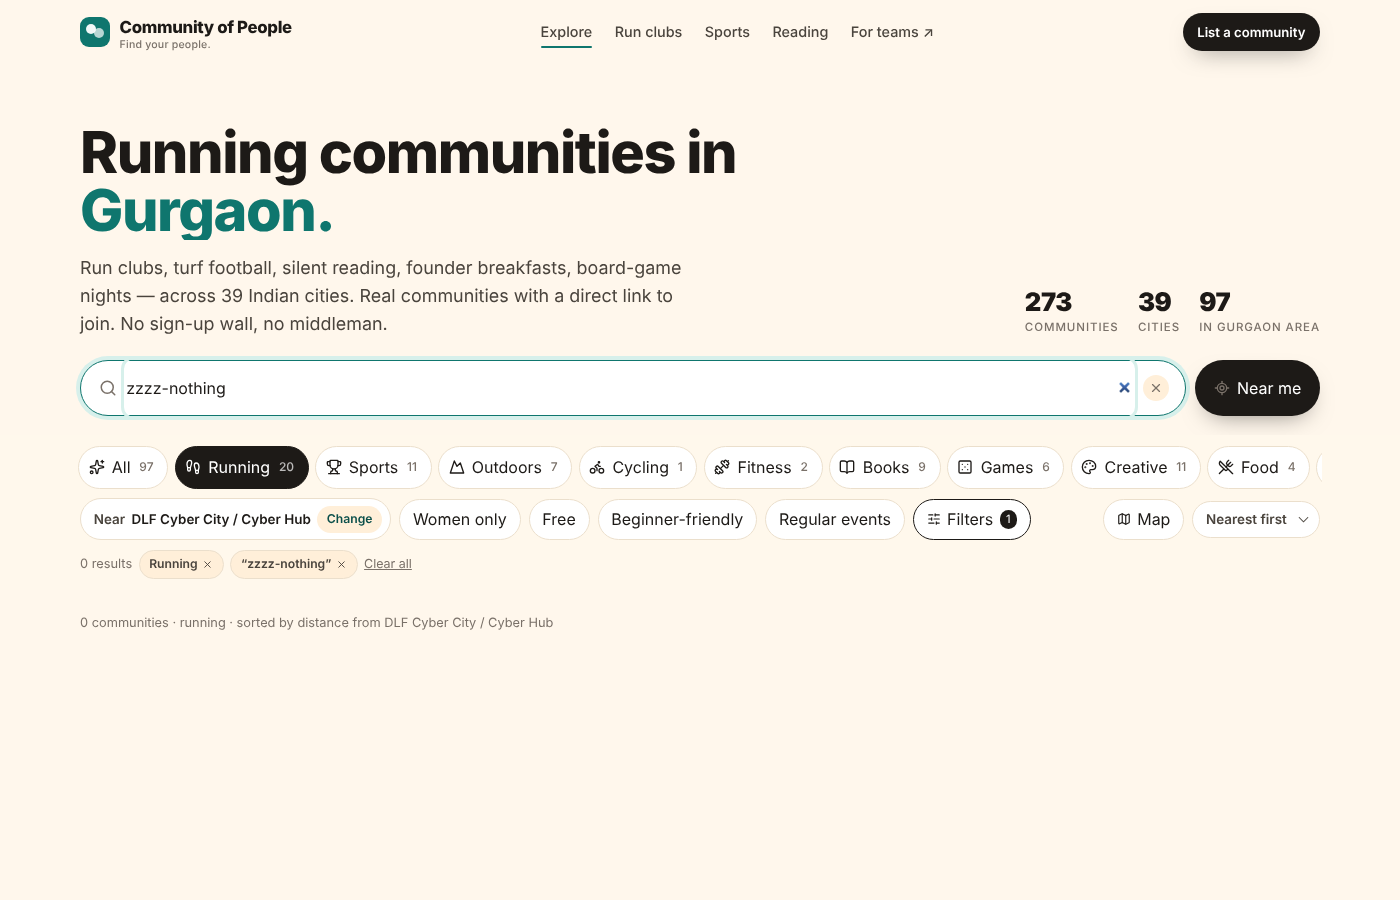 Community of People
Find your people.
Explore
Run clubs
Sports
Reading
For teams ↗
List a community
Running communities in
Gurgaon.
Run clubs, turf football, silent reading, founder breakfasts, board-game
nights — across 39 Indian cities. Real communities with a direct link to
join. No sign-up wall, no middleman.
273
COMMUNITIES
39
CITIES
97
IN GURGAON AREA
zzzz-nothing
Near me
All 97
Running 20
Sports 11
Outdoors 7
Cycling 1
Fitness 2
Books 9
Games 6
Creative 11
Food 4
Near DLF Cyber City / Cyber Hub Change
Women only
Free
Beginner-friendly
Regular events
Filters 1
Map
Nearest first
0 results
Running ×
“zzzz-nothing” ×
Clear all
0 communities · running · sorted by distance from DLF Cyber City / Cyber Hub